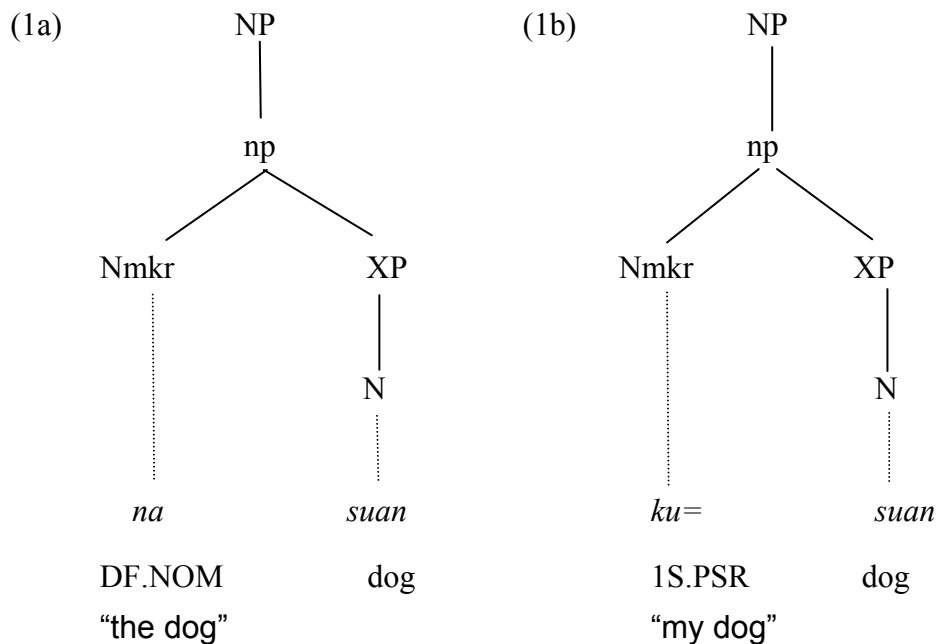 (1a) NP (1b) NP
np np
Nmkr XP Nmkr XP
N N
na suan ku= suan
DF.NOM dog 1S.PSR dog
“the dog” “my dog”